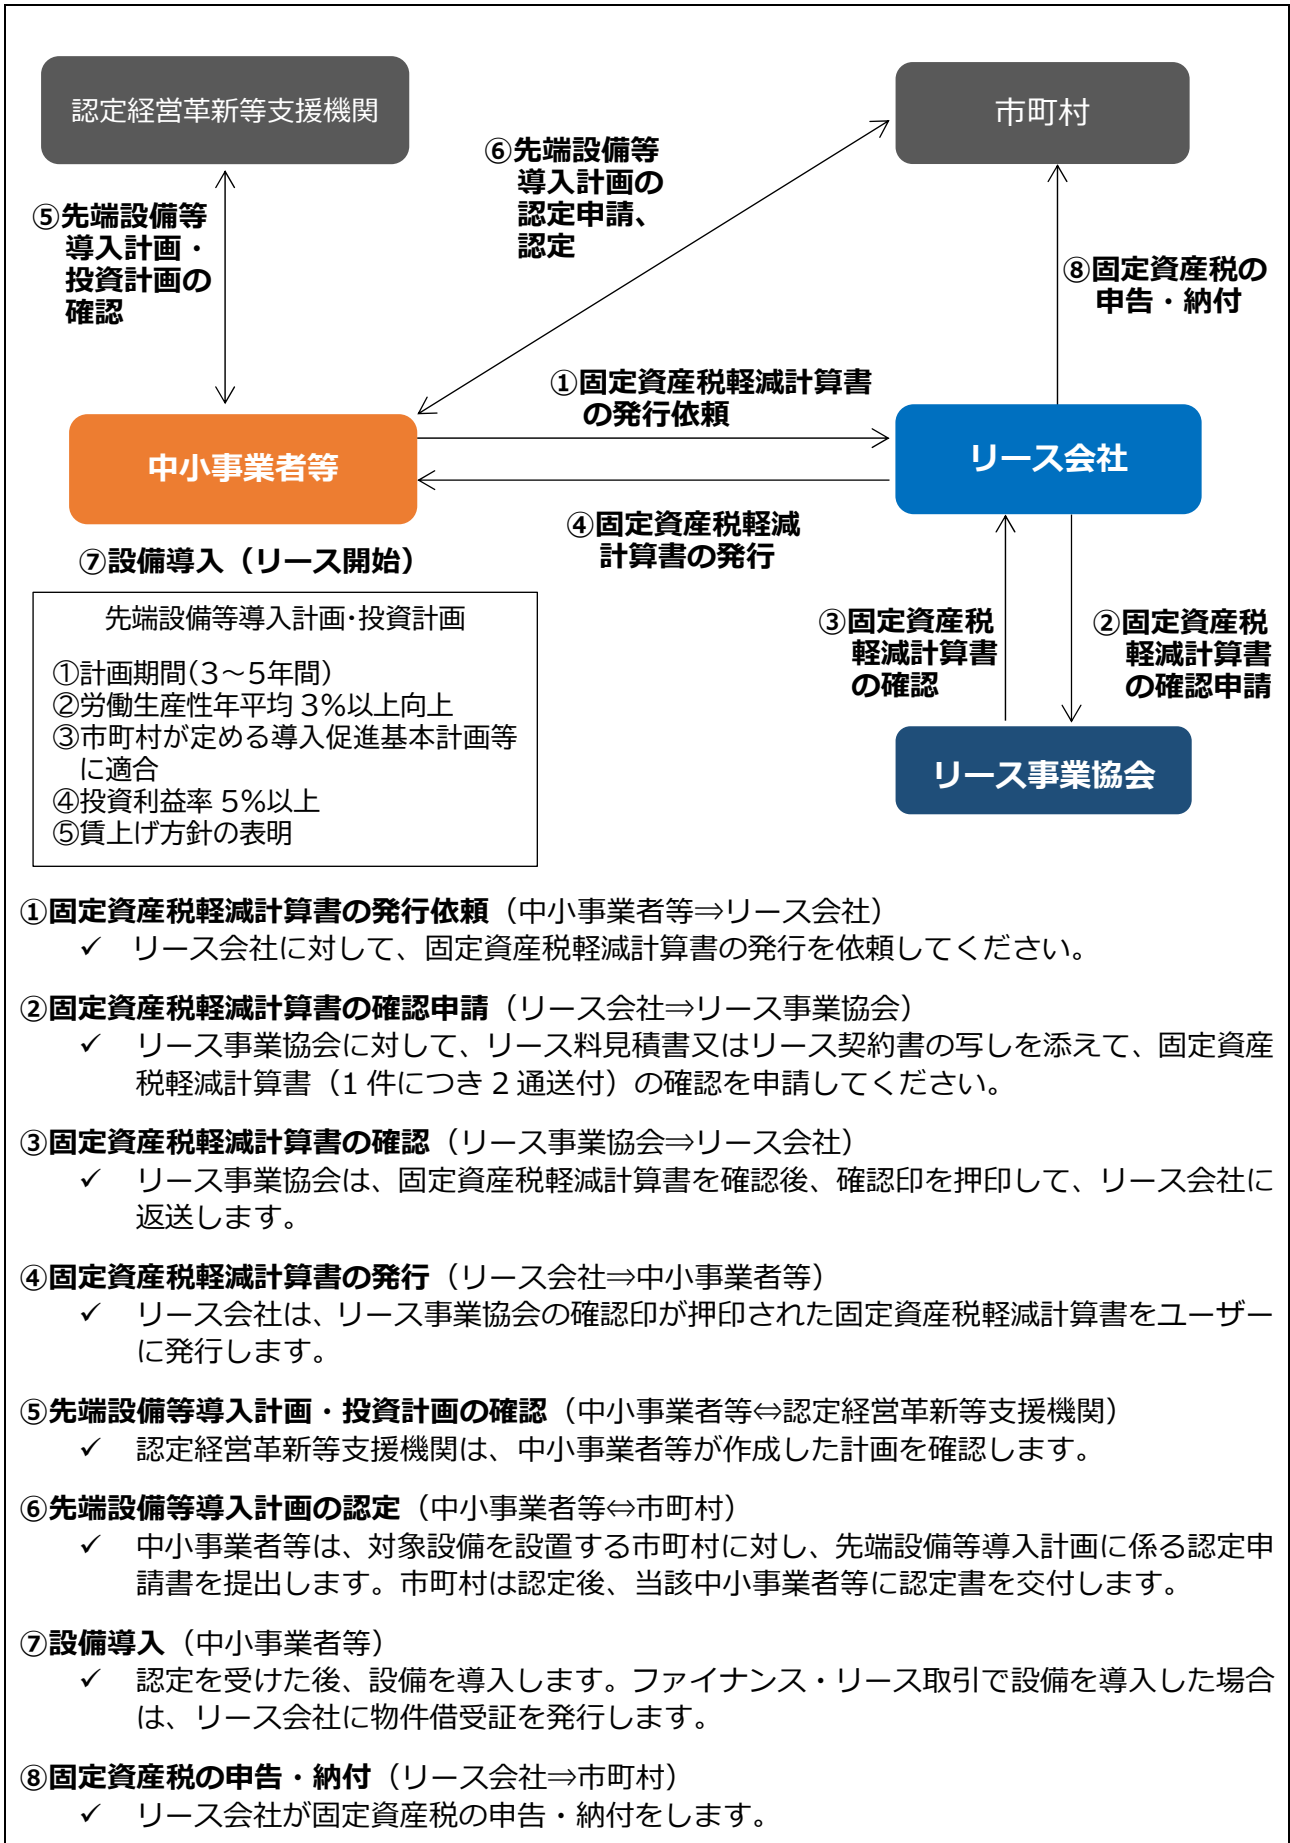 認定経営革新等支援機関
市町村
⑥先端設備等
導入計画の
認定申請、
認定
⑤先端設備等
導入計画・
投資計画の
確認
⑧固定資産税の
申告・納付
①固定資産税軽減計算書
の発行依頼
中小事業者等
リース会社
④固定資産税軽減
計算書の発行
⑦設備導入（リース開始）
先端設備等導入計画･投資計画
①計画期間(３～５年間)
②労働生産性年平均 3%以上向上
③市町村が定める導入促進基本計画等
に適合
④投資利益率 5%以上
⑤賃上げ方針の表明
③固定資産税
軽減計算書
の確認
②固定資産税
軽減計算書
の確認申請
リース事業協会
①固定資産税軽減計算書の発行依頼（中小事業者等⇒リース会社）
✓ リース会社に対して、固定資産税軽減計算書の発行を依頼してください。
②固定資産税軽減計算書の確認申請（リース会社⇒リース事業協会）
✓ リース事業協会に対して、リース料見積書又はリース契約書の写しを添えて、固定資産
税軽減計算書（1 件につき 2 通送付）の確認を申請してください。
③固定資産税軽減計算書の確認（リース事業協会⇒リース会社）
✓ リース事業協会は、固定資産税軽減計算書を確認後、確認印を押印して、リース会社に
返送します。
④固定資産税軽減計算書の発行（リース会社⇒中小事業者等）
✓ リース会社は、リース事業協会の確認印が押印された固定資産税軽減計算書をユーザー
に発行します。
⑤先端設備等導入計画・投資計画の確認（中小事業者等⇔認定経営革新等支援機関）
✓ 認定経営革新等支援機関は、中小事業者等が作成した計画を確認します。
⑥先端設備等導入計画の認定（中小事業者等⇔市町村）
✓ 中小事業者等は、対象設備を設置する市町村に対し、先端設備等導入計画に係る認定申
請書を提出します。市町村は認定後、当該中小事業者等に認定書を交付します。
⑦設備導入（中小事業者等）
✓ 認定を受けた後、設備を導入します。ファイナンス・リース取引で設備を導入した場合
は、リース会社に物件借受証を発行します。
⑧固定資産税の申告・納付（リース会社⇒市町村）
✓ リース会社が固定資産税の申告・納付をします。